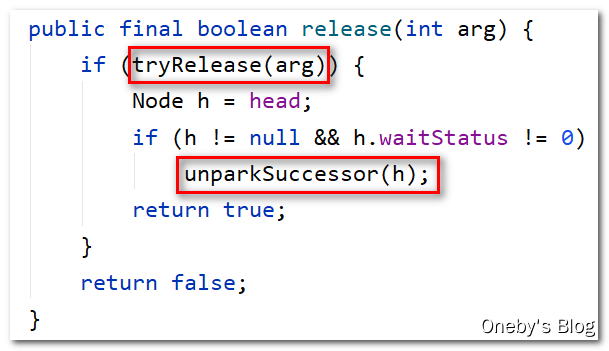 public final boolean release(int arg) {
    if (tryRelease(arg)) {
        Node h = head;
        if (h != null && h.waitStatus != 0)
            unparkSuccessor(h);
        return true;
    }
    return false;
}
Oneby's Blog